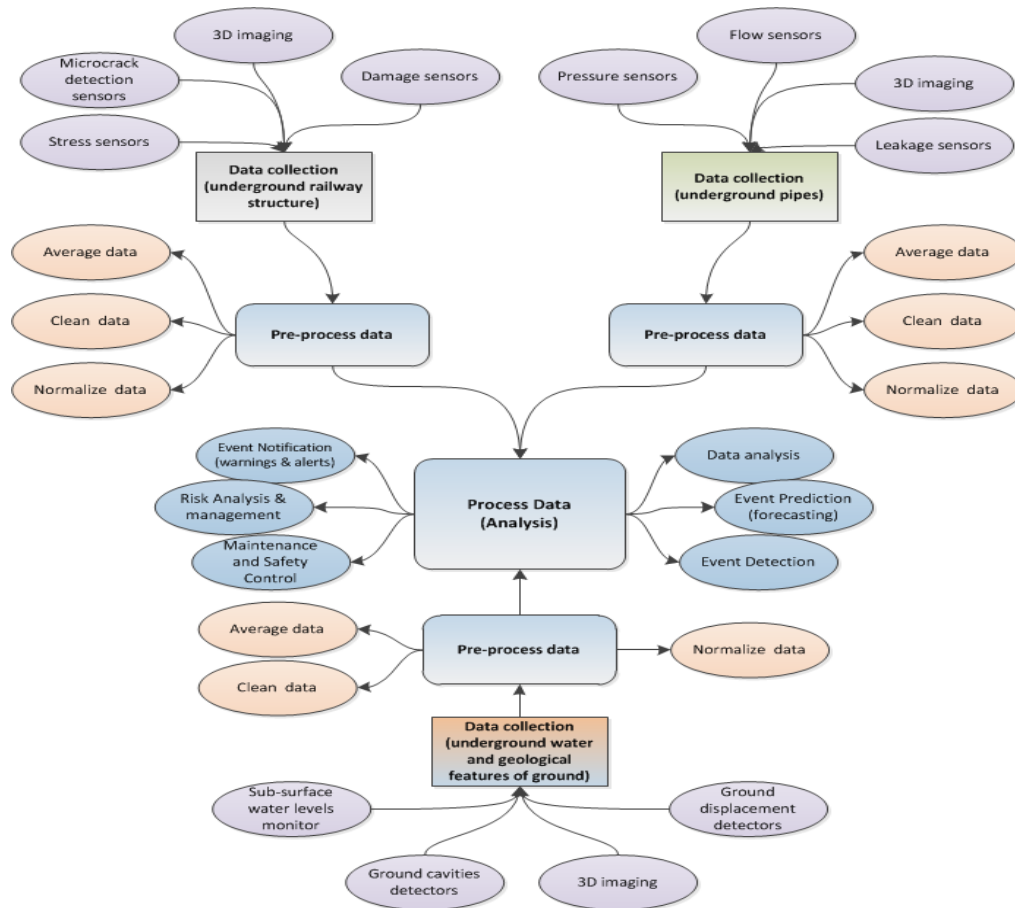 3D imaging
Flow sensors
Microcrack
detection
sensors
Damage sensors
Pressure sensors
3D imaging
Stress sensors
Leakage sensors
Data collection
(underground railway
structure)
Data collection
(underground pipes)
Average data
Clean data
Normalize data
Pre-process data
Pre-process data
Average data
Clean data
Normalize data
Event Notification
(warnings & alerts)
Risk Analysis &
management
Maintenance
and Safety
Control
Process Data
(Analysis)
Data analysis
Event Prediction
(forecasting)
Event Detection
Average data
Clean data
Pre-process data
Normalize data
Data collection
(underground water
and geological
features of ground)
Sub-surface
water levels
monitor
Ground
displacement
detectors
Ground cavities
detectors
3D imaging